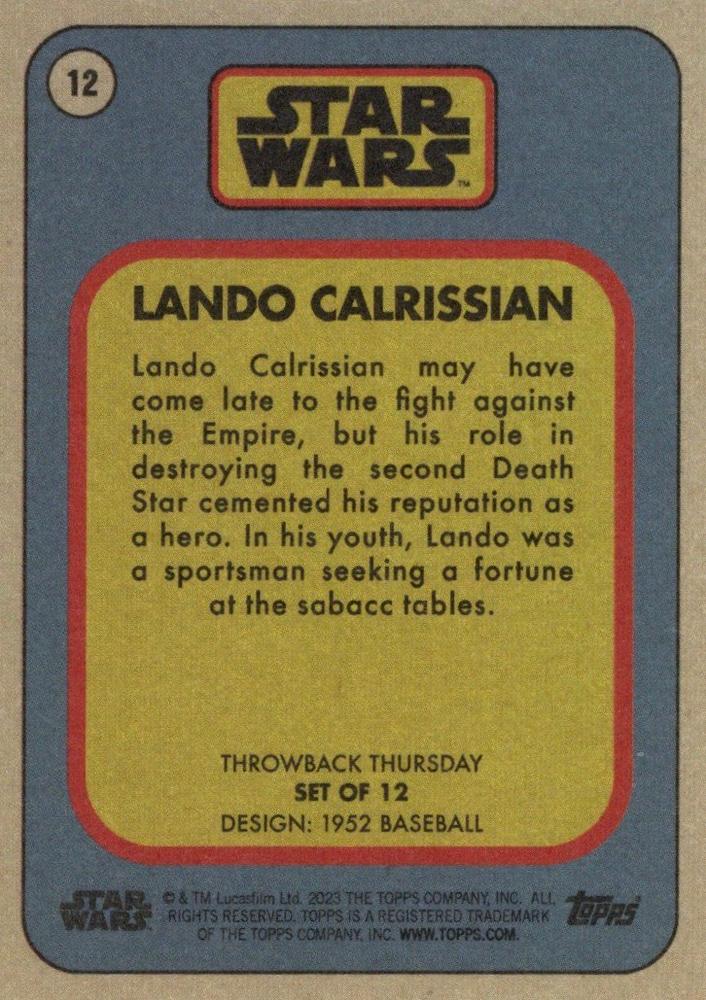 12
STAR
WARS™
LANDO CALRISSIAN
Lando Calrissian may have
come late to the fight against
the Empire, but his role in
destroying the second Death
Star cemented his reputation as
a hero. In his youth, Lando was
a sportsman seeking a fortune
at the sabacc tables.
THROWBACK THURSDAY
SET OF 12
DESIGN: 1952 BASEBALL
STAR
WARS
© & TM Lucasfilm Ltd. 2023 THE TOPPS COMPANY, INC. ALL
RIGHTS RESERVED. TOPPS IS A REGISTERED TRADEMARK
OF THE TOPPS COMPANY, INC. WWW.TOPPS.COM.
topps